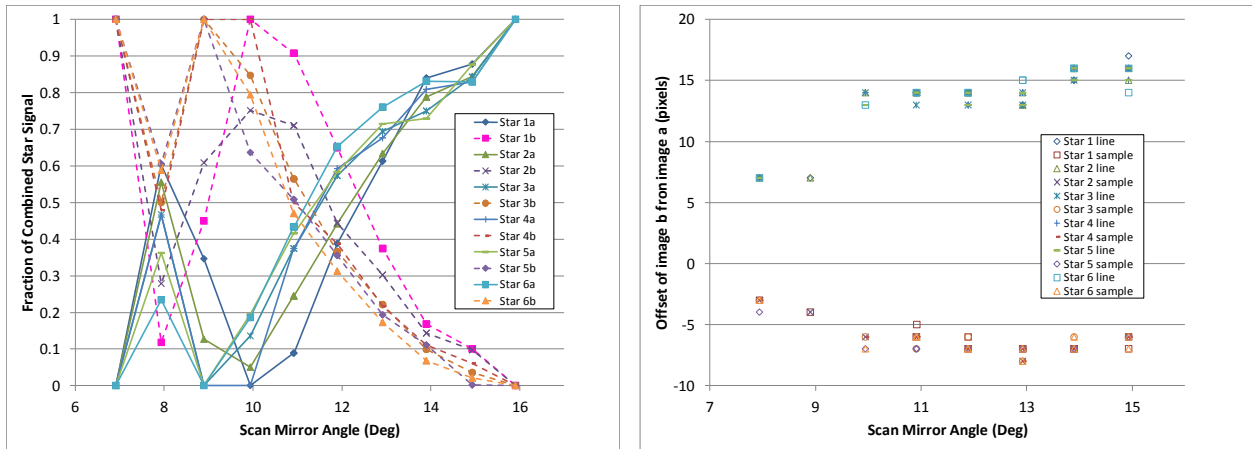 1
0.9
0.8
0.7
0.6
0.5
0.4
0.3
0.2
0.1
0
Fraction of Combined Star Signal
6 8 10 12 14 16
Scan Mirror Angle (Deg)
Star 1a
Star 1b
Star 2a
Star 2b
Star 3a
Star 3b
Star 4a
Star 4b
Star 5a
Star 5b
Star 6a
Star 6b
20
15
10
5
0
-5
-10
Offset of image b fron image a (pixels)
7 9 11 13 15
Scan Mirror Angle (Deg)
Star 1 line
Star 1 sample
Star 2 line
Star 2 sample
Star 3 line
Star 3 sample
Star 4 line
Star 4 sample
Star 5 line
Star 5 sample
Star 6 line
Star 6 sample